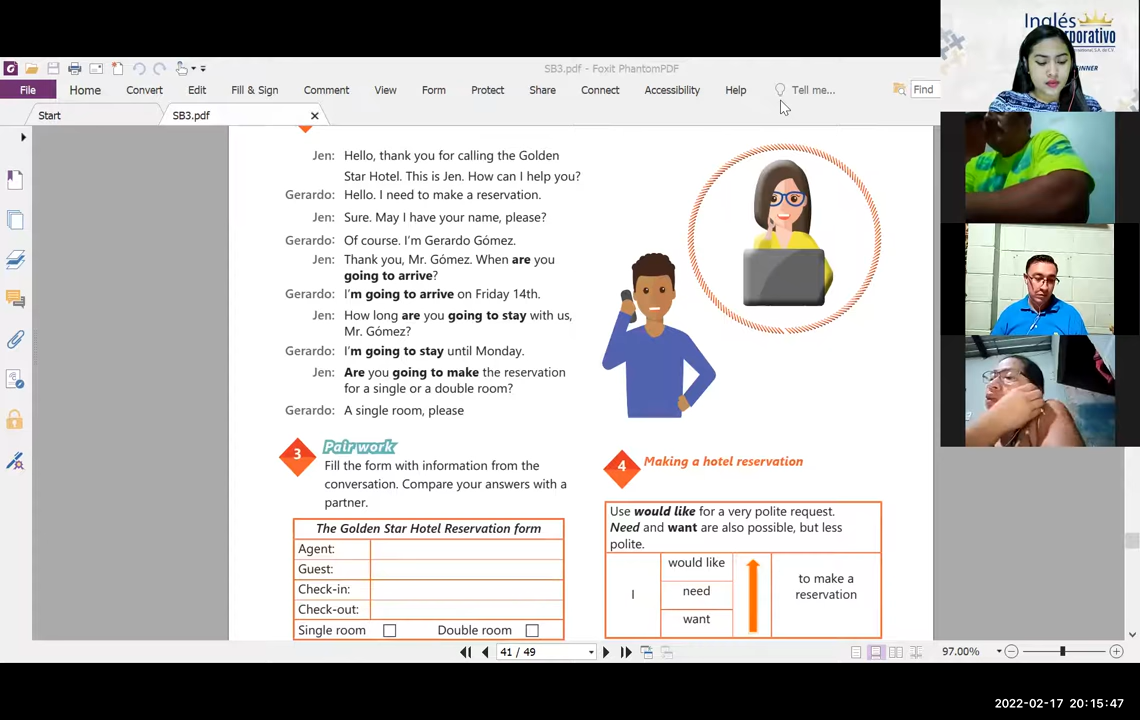 Inglés
Corporativo
SB3.pdf - Foxit PhantomPDF
File Home Convert Edit Fill & Sign Comment View Form Protect Share Connect Accessibility Help Tell me... Find
Start SB3.pdf
Jen: Hello, thank you for calling the Golden
Star Hotel. This is Jen. How can I help you?
Gerardo: Hello. I need to make a reservation.
Jen: Sure. May I have your name, please?
Gerardo: Of course. I'm Gerardo Gómez.
Jen: Thank you, Mr. Gómez. When are you
going to arrive?
Gerardo: I'm going to arrive on Friday 14th.
Jen: How long are you going to stay with us,
Mr. Gómez?
Gerardo: I'm going to stay until Monday.
Jen: Are you going to make the reservation
for a single or a double room?
Gerardo: A single room, please
3 Pair work
Fill the form with information from the
conversation. Compare your answers with a
partner.
The Golden Star Hotel Reservation form
Agent:
Guest:
Check-in:
Check-out:
Single room Double room
4 Making a hotel reservation
Use would like for a very polite request.
Need and want are also possible, but less
polite.
I
would like
need
want
to make a
reservation
41 / 49
97.00%
2022-02-17 20:15:47